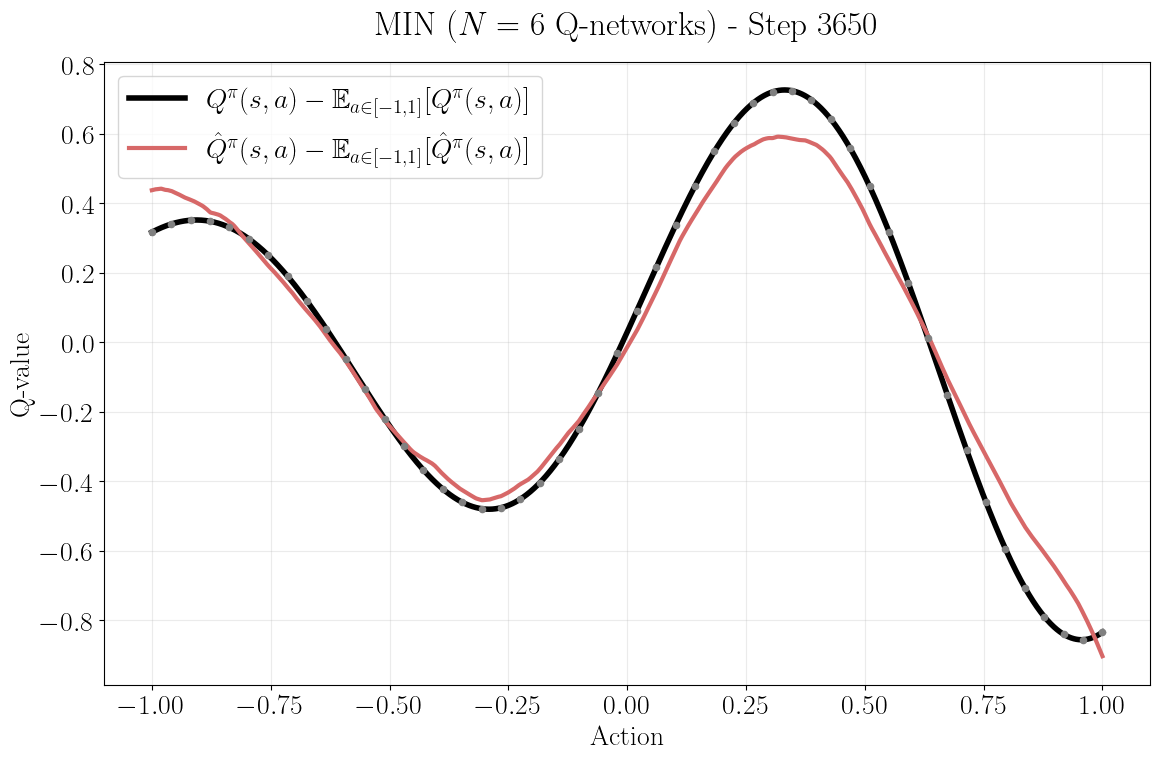 MIN (N = 6 Q-networks) - Step 3650
Q^π(s, a) − 𝔼_{a∈[−1,1]}[Q^π(s, a)]
Q̂^π(s, a) − 𝔼_{a∈[−1,1]}[Q̂^π(s, a)]
0.8
0.6
0.4
0.2
0.0
−0.2
−0.4
−0.6
−0.8
Q-value
−1.00 −0.75 −0.50 −0.25 0.00 0.25 0.50 0.75 1.00
Action